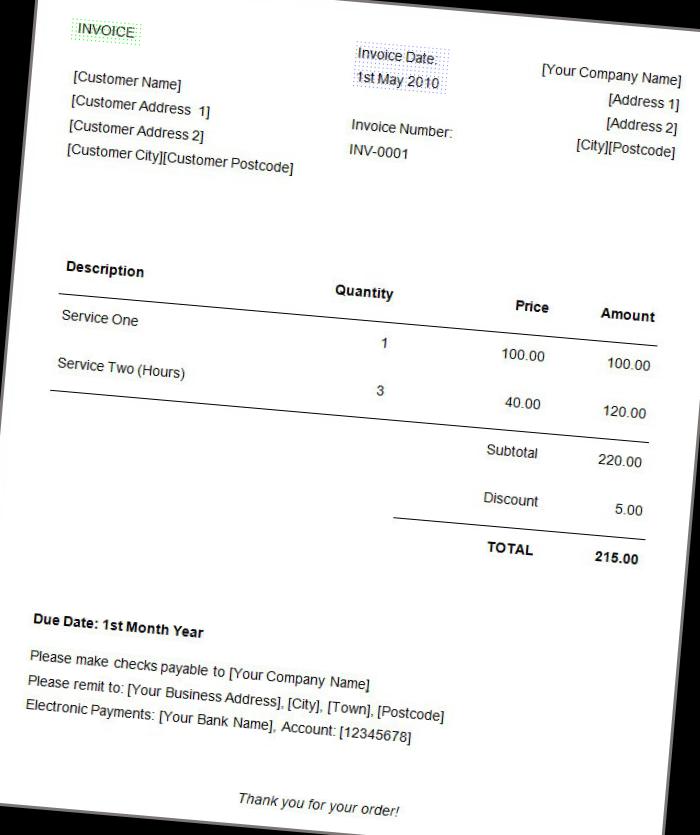 INVOICE
[Customer Name]
[Customer Address  1]
[Customer Address 2]
[Customer City][Customer Postcode]
Invoice Date:
1st May 2010
Invoice Number:
INV-0001
[Your Company Name]
[Address 1]
[Address 2]
[City][Postcode]
Description Quantity Price Amount
Service One 1 100.00 100.00
Service Two (Hours) 3 40.00 120.00
Subtotal 220.00
Discount 5.00
TOTAL 215.00
Due Date: 1st Month Year
Please make checks payable to [Your Company Name]
Please remit to: [Your Business Address], [City], [Town], [Postcode]
Electronic Payments: [Your Bank Name], Account: [12345678]
Thank you for your order!